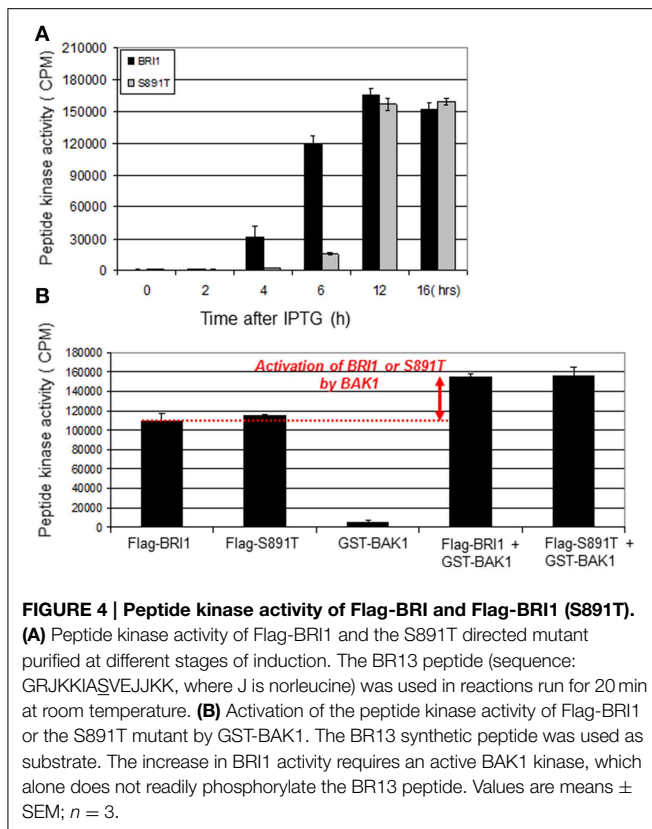 A
Peptide kinase activity ( CPM)
210000
180000
150000
120000
90000
60000
30000
0
BRI1
S891T
0 2 4 6 12 16( hrs)
Time after IPTG (h)
B
Peptide kinase activity ( CPM)
180000
160000
140000
120000
100000
80000
60000
40000
20000
0
Activation of BRI1 or S891T
by BAK1
Flag-BRI1 Flag-S891T GST-BAK1 Flag-BRI1 + Flag-S891T +
GST-BAK1 GST-BAK1
FIGURE 4 | Peptide kinase activity of Flag-BRI and Flag-BRI1 (S891T).
(A) Peptide kinase activity of Flag-BRI1 and the S891T directed mutant
purified at different stages of induction. The BR13 peptide (sequence:
GRJKKIASVEJJKK, where J is norleucine) was used in reactions run for 20 min
at room temperature. (B) Activation of the peptide kinase activity of Flag-BRI1
or the S891T mutant by GST-BAK1. The BR13 synthetic peptide was used as
substrate. The increase in BRI1 activity requires an active BAK1 kinase, which
alone does not readily phosphorylate the BR13 peptide. Values are means ±
SEM; n = 3.